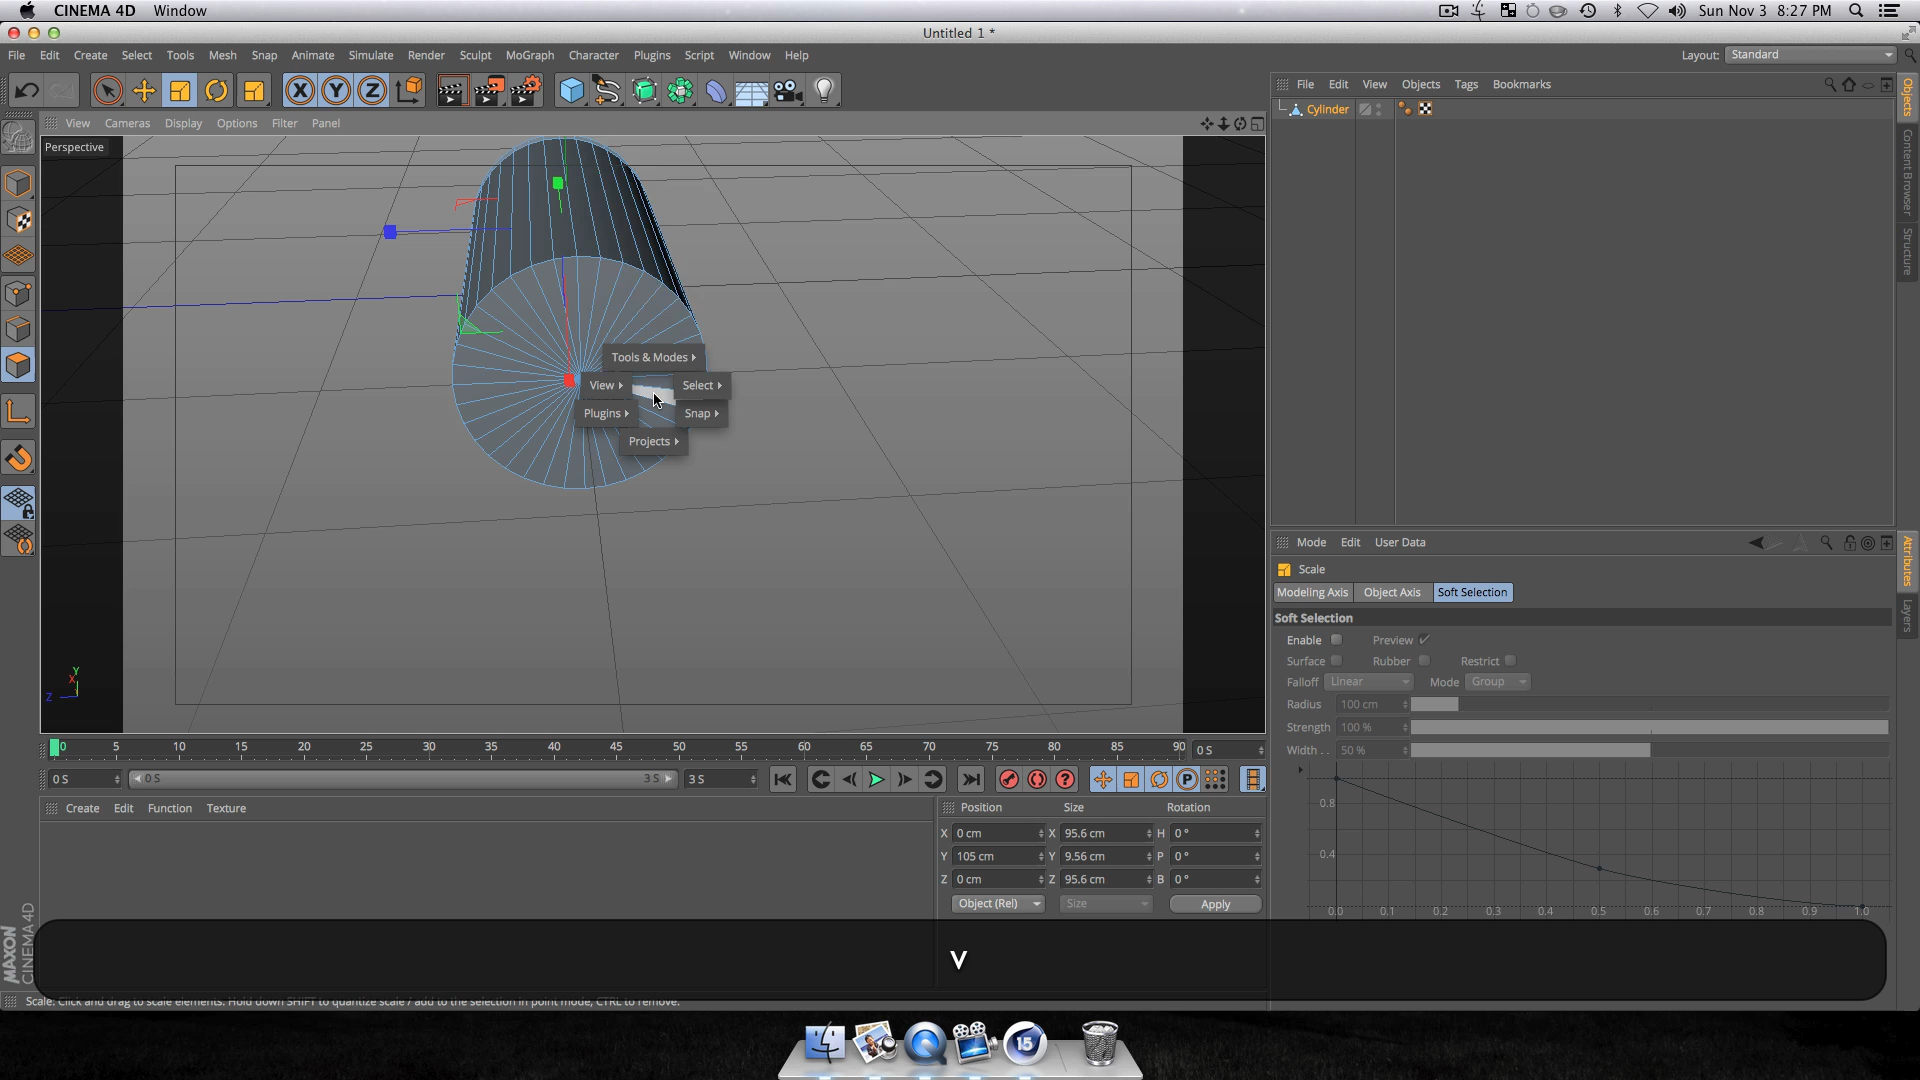 CINEMA 4D Window Sun Nov 3 8:27 PM
Untitled 1 *
File Edit Create Select Tools Mesh Snap Animate Simulate Render Sculpt MoGraph Character Plugins Script Window Help Layout: Standard
X Y Z
File Edit View Objects Tags Bookmarks
View Cameras Display Options Filter Panel
Perspective
Cylinder
Objects
Content Browser
Structure
Tools & Modes
View Select
Plugins Snap
Projects
Mode Edit User Data
Scale
Modeling Axis Object Axis Soft Selection
Soft Selection
Enable Preview
Surface Rubber Restrict
Falloff Linear Mode Group
Radius 100 cm
Strength 100 %
Width . . 50 %
Attributes
Layers
0.8
0.4
0.0 0.1 0.2 0.3 0.4 0.5 0.6 0.7 0.8 0.9 1.0
Y
X
Z
0 5 10 15 20 25 30 35 40 45 50 55 60 65 70 75 80 85 90 0 S
0 S 0 S 3 S 3 S P
Create Edit Function Texture
Position Size Rotation
X 0 cm X 95.6 cm H 0 °
Y 105 cm Y 9.56 cm P 0 °
Z 0 cm Z 95.6 cm B 0 °
Object (Rel) Size Apply
MAXON
CINEMA 4D
v
Scale: Click and drag to scale elements. Hold down SHIFT to quantize scale / add to the selection in point mode, CTRL to remove.
15